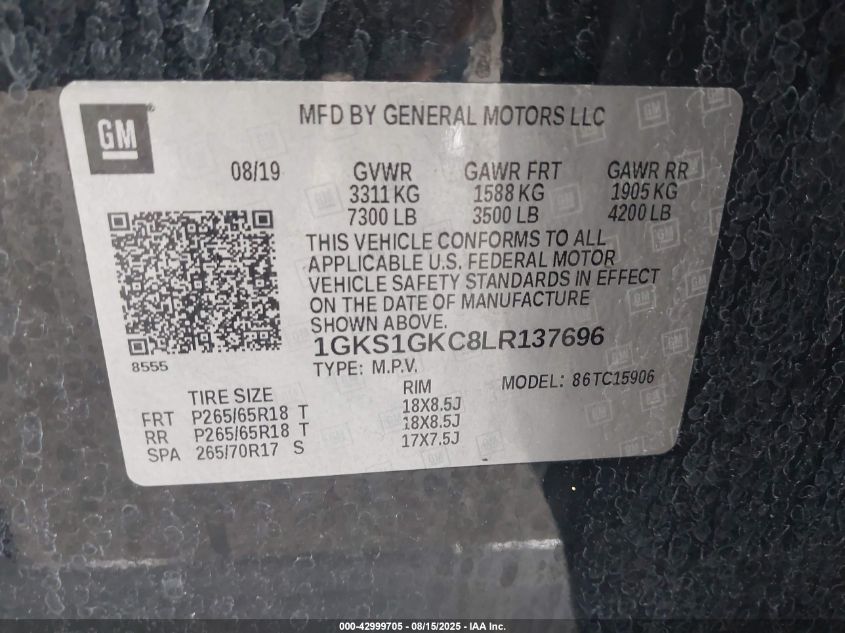 GM
MFD BY GENERAL MOTORS LLC
08/19 GVWR GAWR FRT GAWR RR
3311 KG 1588 KG 1905 KG
7300 LB 3500 LB 4200 LB
THIS VEHICLE CONFORMS TO ALL
APPLICABLE U.S. FEDERAL MOTOR
VEHICLE SAFETY STANDARDS IN EFFECT
ON THE DATE OF MANUFACTURE
SHOWN ABOVE.
8555
1GKS1GKC8LR137696
TYPE: M.P.V. MODEL: 86TC15906
TIRE SIZE RIM
FRT P265/65R18 T 18X8.5J
RR P265/65R18 T 18X8.5J
SPA 265/70R17 S 17X7.5J
000-42999705 - 08/15/2025 - IAA Inc.